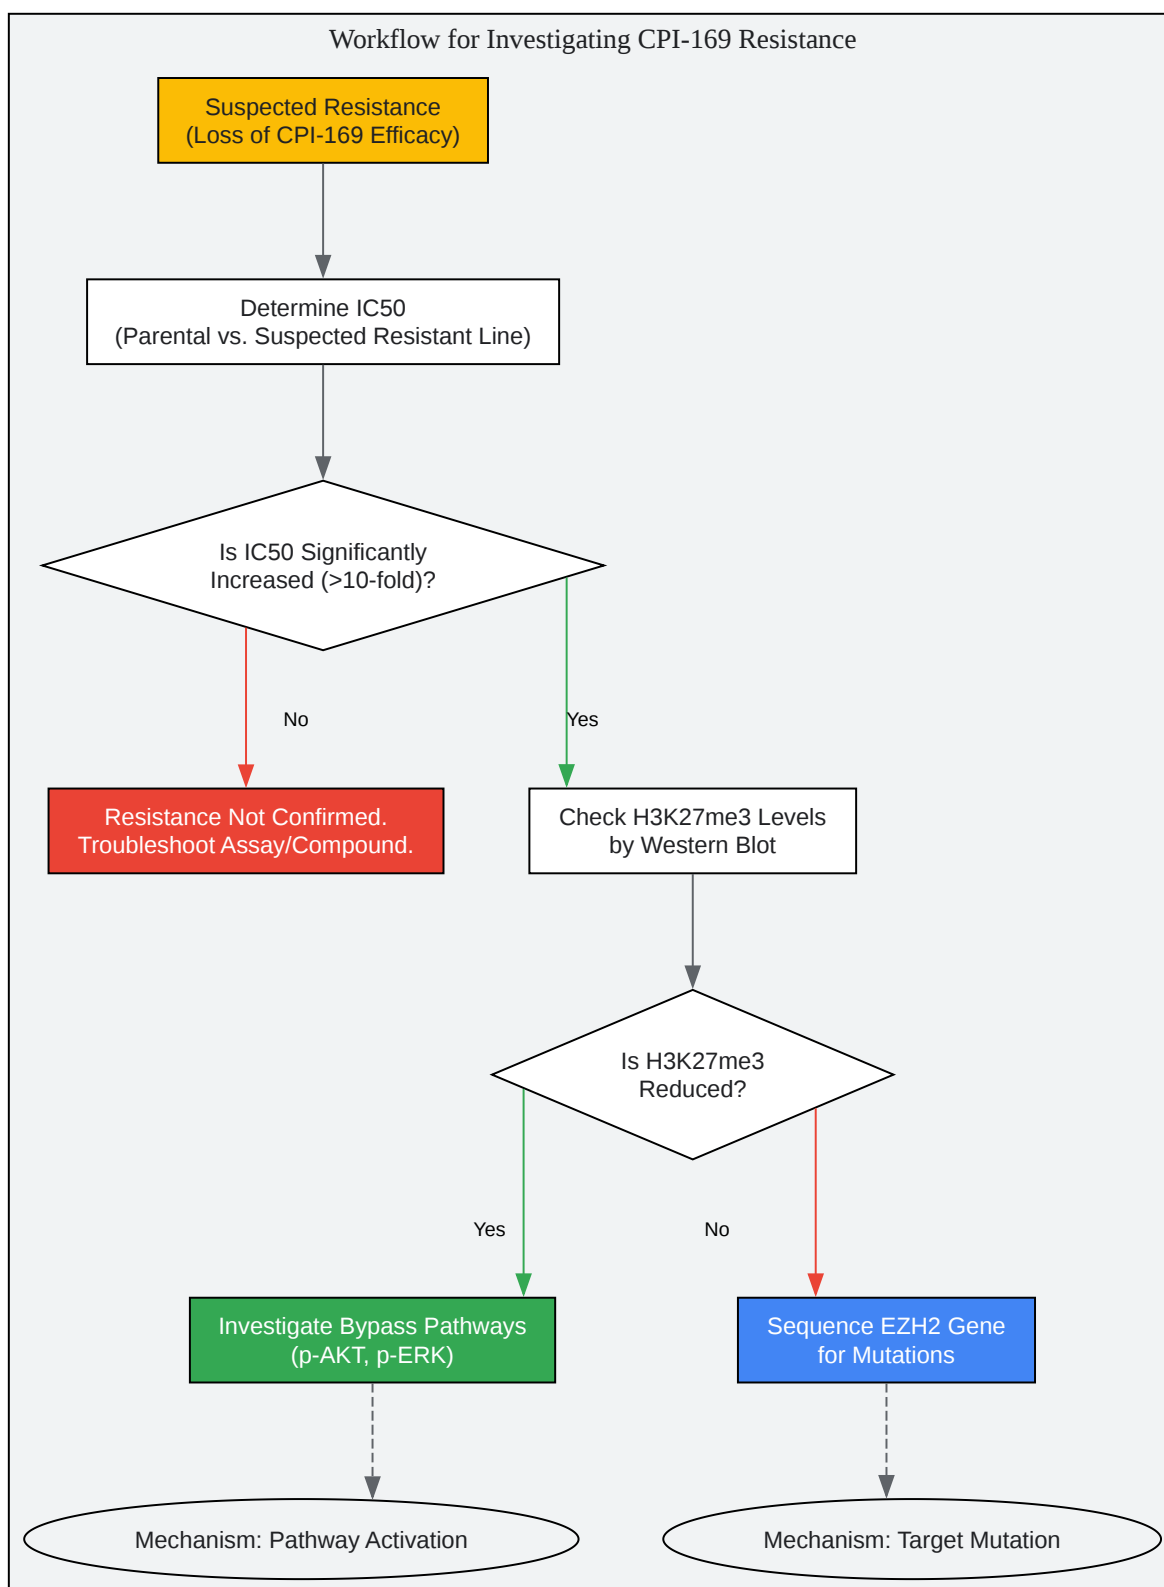 Workflow for Investigating CPI-169 Resistance
Suspected Resistance
(Loss of CPI-169 Efficacy)
Determine IC50
(Parental vs. Suspected Resistant Line)
Is IC50 Significantly
Increased (>10-fold)?
No
Yes
Resistance Not Confirmed.
Troubleshoot Assay/Compound.
Check H3K27me3 Levels
by Western Blot
Is H3K27me3
Reduced?
Yes
No
Investigate Bypass Pathways
(p-AKT, p-ERK)
Sequence EZH2 Gene
for Mutations
Mechanism: Pathway Activation
Mechanism: Target Mutation